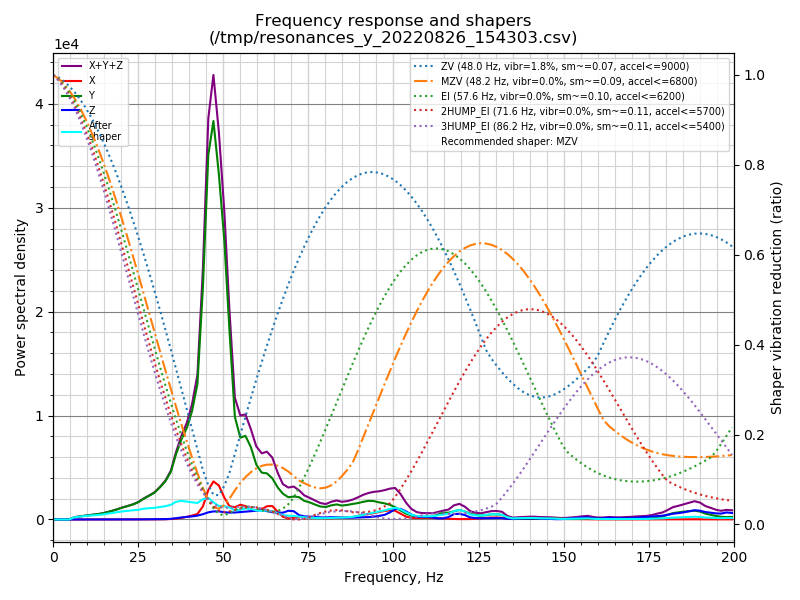 Frequency response and shapers
(/tmp/resonances_y_20220826_154303.csv)
1e4
X+Y+Z
X
Y
Z
After
shaper
ZV (48.0 Hz, vibr=1.8%, sm~=0.07, accel<=9000)
MZV (48.2 Hz, vibr=0.0%, sm~=0.09, accel<=6800)
EI (57.6 Hz, vibr=0.0%, sm~=0.10, accel<=6200)
2HUMP_EI (71.6 Hz, vibr=0.0%, sm~=0.11, accel<=5700)
3HUMP_EI (86.2 Hz, vibr=0.0%, sm~=0.11, accel<=5400)
Recommended shaper: MZV
Power spectral density
4
3
2
1
0
1.0
0.8
0.6
0.4
0.2
0.0
Shaper vibration reduction (ratio)
0 25 50 75 100 125 150 175 200
Frequency, Hz